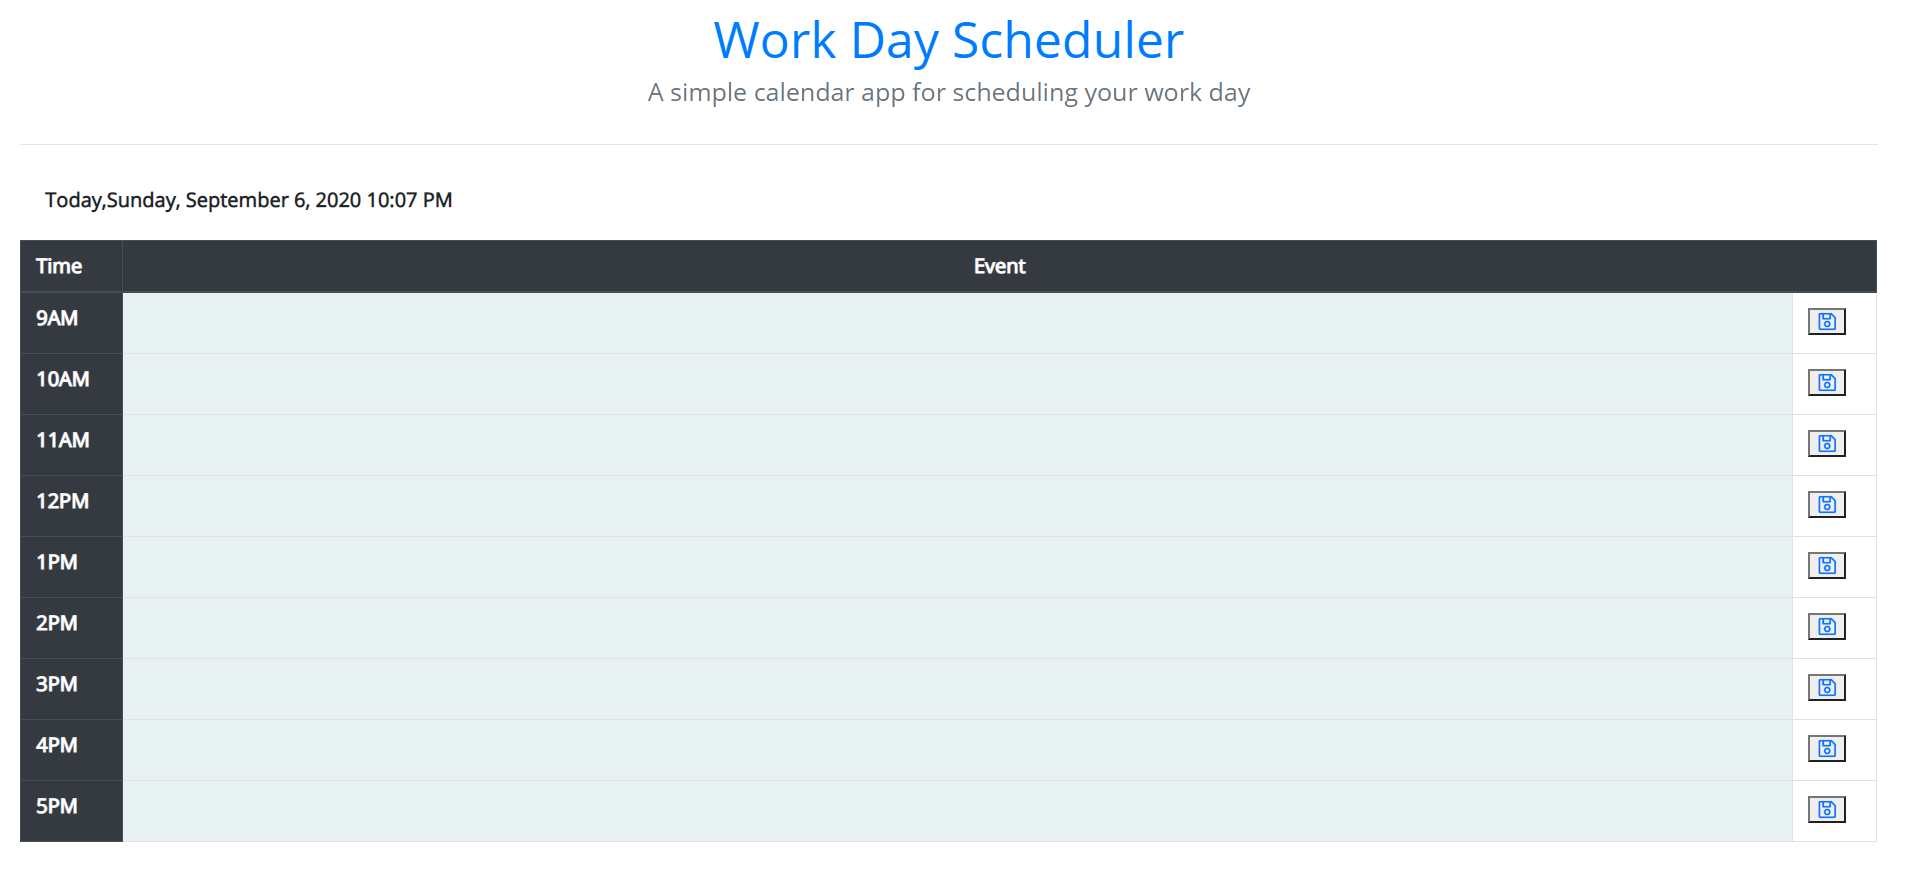 Work Day Scheduler
A simple calendar app for scheduling your work day
Today,Sunday, September 6, 2020 10:07 PM
Time Event
9AM
10AM
11AM
12PM
1PM
2PM
3PM
4PM
5PM